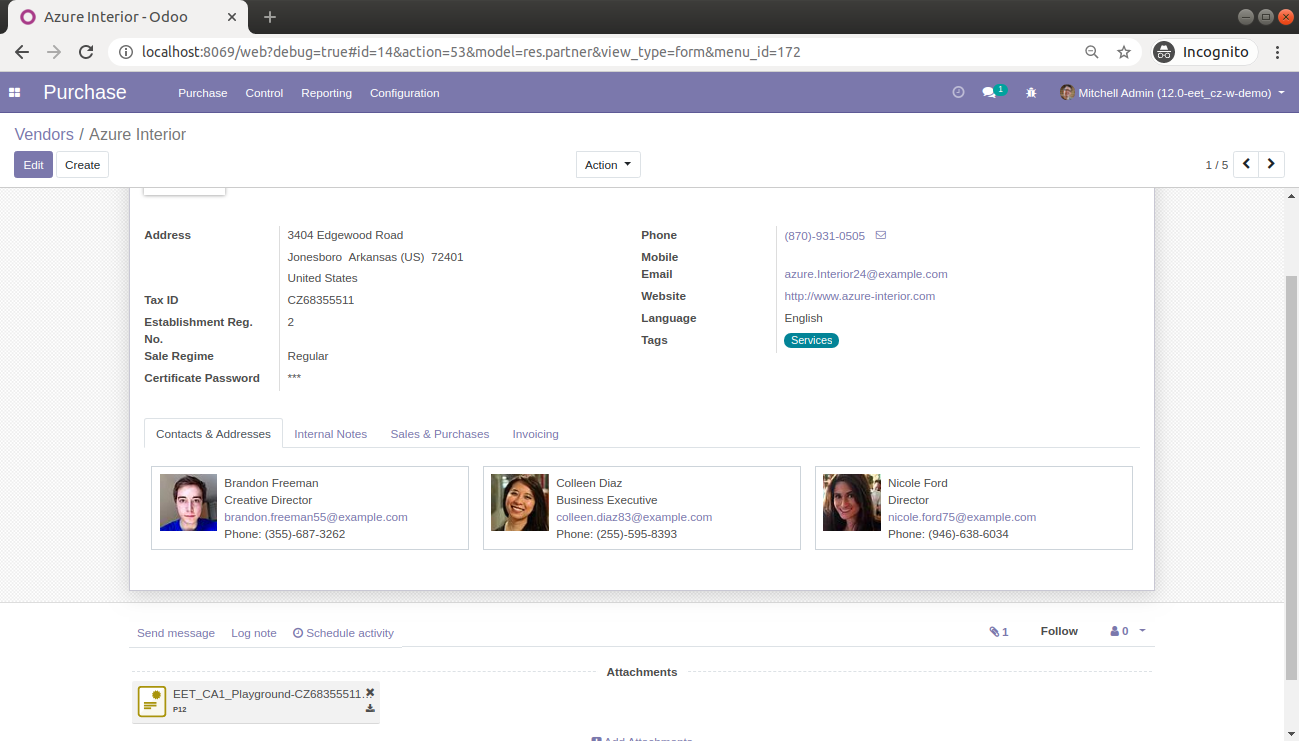 Azure Interior - Odoo
localhost:8069/web?debug=true#id=14&action=53&model=res.partner&view_type=form&menu_id=172
Incognito
Purchase
Purchase Control Reporting Configuration
1
Mitchell Admin (12.0-eet_cz-w-demo)
Vendors / Azure Interior
Edit Create
Action
1 / 5
Address 3404 Edgewood Road
Jonesboro Arkansas (US) 72401
United States
Tax ID CZ68355511
Establishment Reg. No. 2
Sale Regime Regular
Certificate Password ***
Phone (870)-931-0505
Mobile
Email azure.Interior24@example.com
Website http://www.azure-interior.com
Language English
Tags Services
Contacts & Addresses Internal Notes Sales & Purchases Invoicing
Brandon Freeman
Creative Director
brandon.freeman55@example.com
Phone: (355)-687-3262
Colleen Diaz
Business Executive
colleen.diaz83@example.com
Phone: (255)-595-8393
Nicole Ford
Director
nicole.ford75@example.com
Phone: (946)-638-6034
Send message Log note Schedule activity
1 Follow 0
Attachments
EET_CA1_Playground-CZ68355511...
P12
Add Attachments